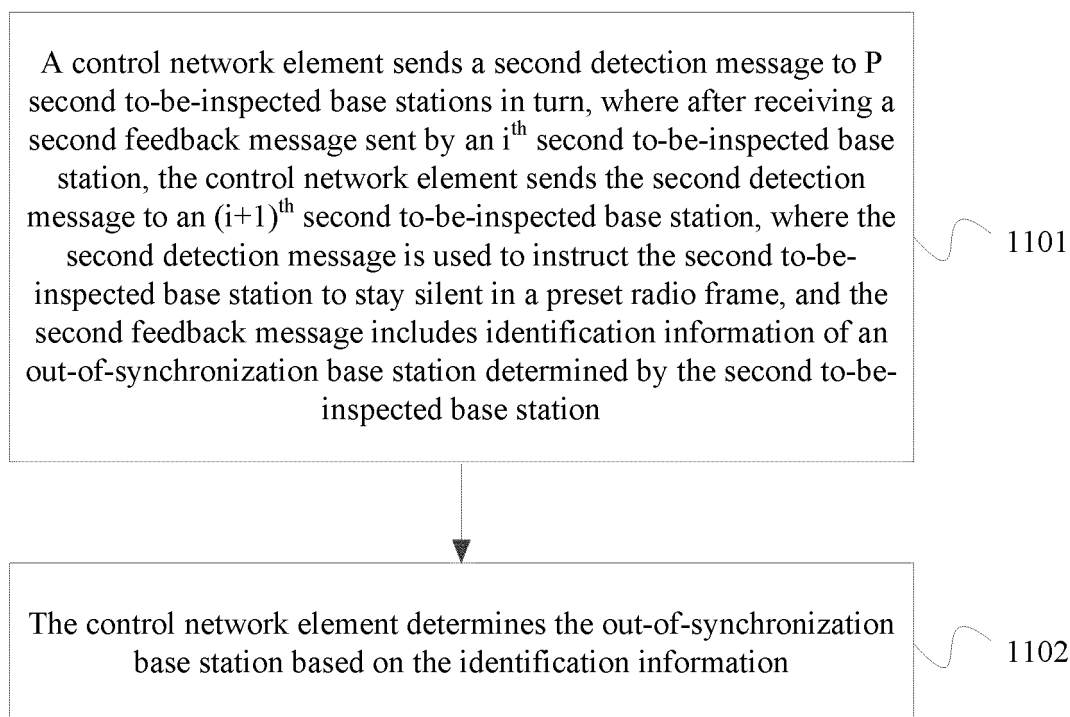 A control network element sends a second detection message to P
second to-be-inspected base stations in turn, where after receiving a
second feedback message sent by an ith second to-be-inspected base
station, the control network element sends the second detection
message to an (i+1)th second to-be-inspected base station, where the
second detection message is used to instruct the second to-be-
inspected base station to stay silent in a preset radio frame, and the
second feedback message includes identification information of an
out-of-synchronization base station determined by the second to-be-
inspected base station
1101
The control network element determines the out-of-synchronization
base station based on the identification information
1102